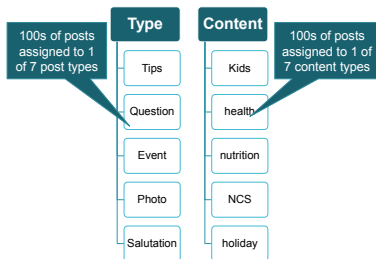 Type
Content
100s of posts
assigned to 1
of 7 post types
100s of posts
assigned to 1 of
7 content types
Tips
Kids
Question
health
Event
nutrition
Photo
NCS
Salutation
holiday